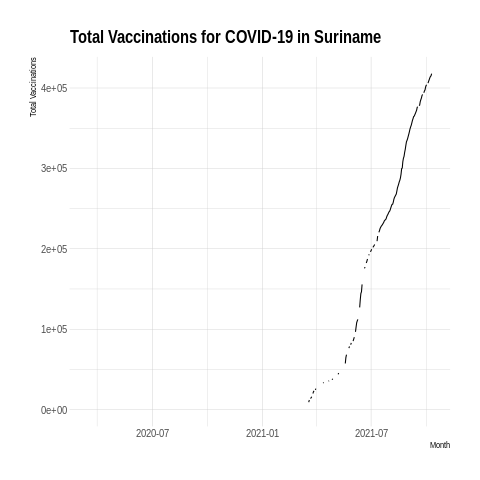 Total Vaccinations for COVID-19 in Suriname
Total Vaccinations
4e+05
3e+05
2e+05
1e+05
0e+00
2020-07
2021-01
2021-07
Month